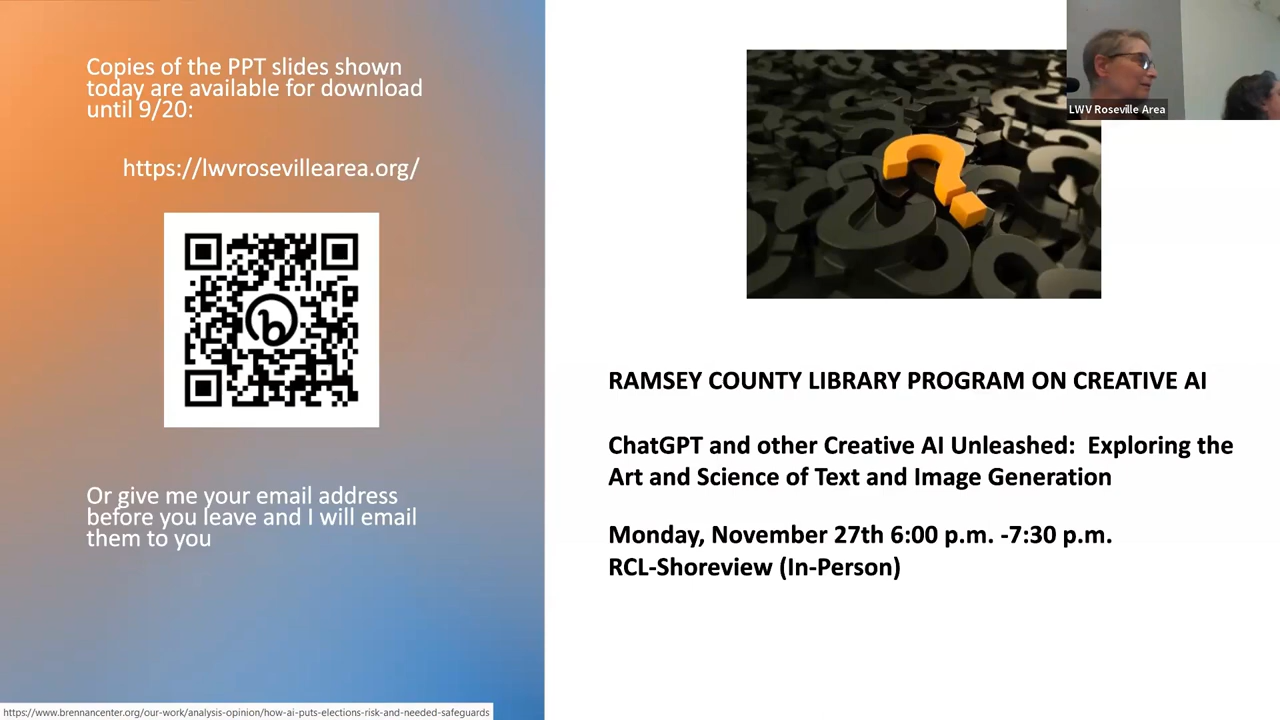 Copies of the PPT slides shown
today are available for download
until 9/20:
https://lwvrosevillearea.org/
b
Or give me your email address
before you leave and I will email
them to you
LWV Roseville Area
RAMSEY COUNTY LIBRARY PROGRAM ON CREATIVE AI
ChatGPT and other Creative AI Unleashed:  Exploring the
Art and Science of Text and Image Generation
Monday, November 27th 6:00 p.m. -7:30 p.m.
RCL-Shoreview (In-Person)
https://www.brennancenter.org/our-work/analysis-opinion/how-ai-puts-elections-risk-and-needed-safeguards